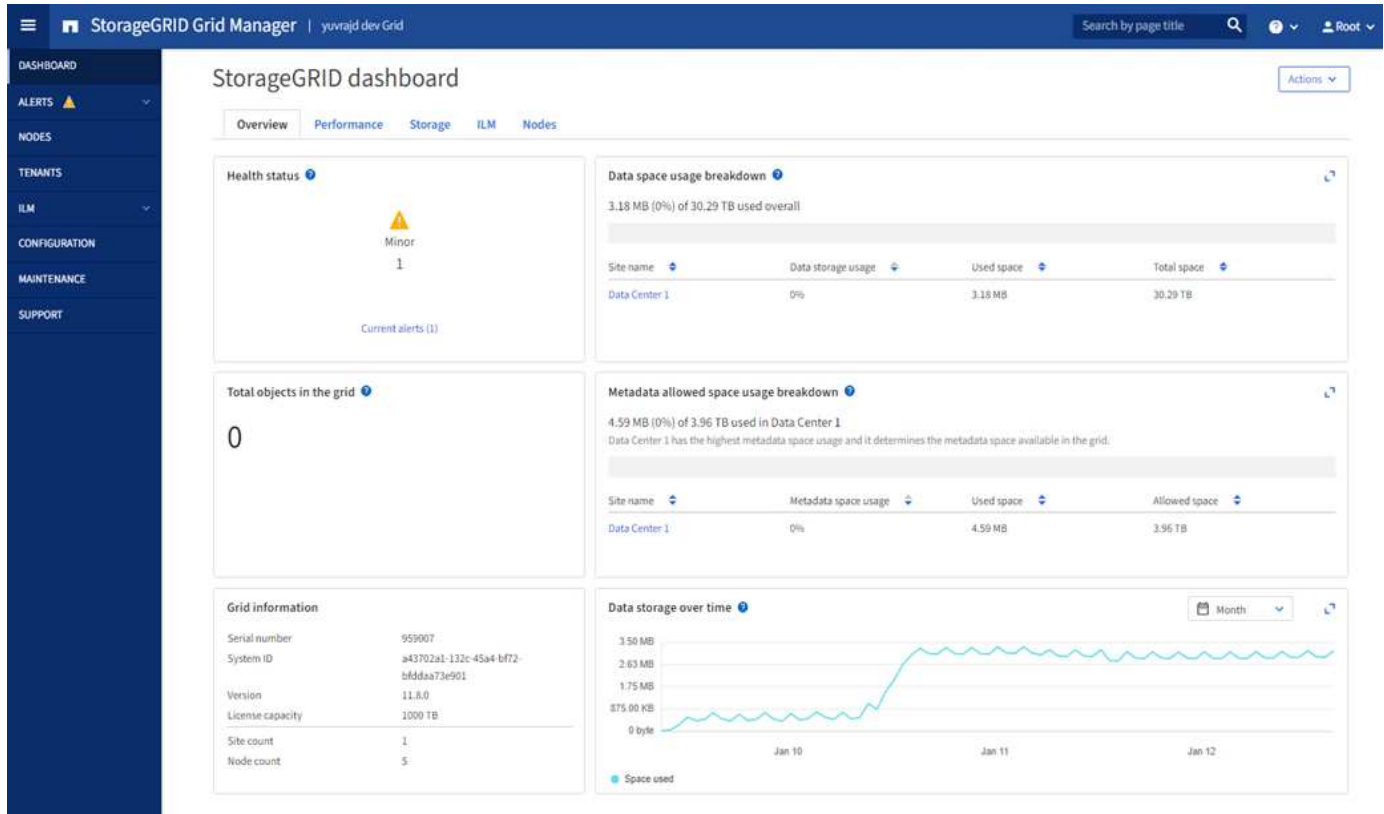 StorageGRID Grid Manager | yuvrajd dev Grid
Search by page title
? Root
DASHBOARD
ALERTS
NODES
TENANTS
ILM
CONFIGURATION
MAINTENANCE
SUPPORT
StorageGRID dashboard
Actions
Overview Performance Storage ILM Nodes
Health status ?
Minor
1
Current alerts (1)
Data space usage breakdown ?
3.18 MB (0%) of 30.29 TB used overall
Site name Data storage usage Used space Total space
Data Center 1 0% 3.18 MB 30.29 TB
Total objects in the grid ?
0
Metadata allowed space usage breakdown ?
4.59 MB (0%) of 3.96 TB used in Data Center 1
Data Center 1 has the highest metadata space usage and it determines the metadata space available in the grid.
Site name Metadata space usage Used space Allowed space
Data Center 1 0% 4.59 MB 3.96 TB
Grid information
Serial number 959007
System ID a43702a1-132c-45a4-bf72-
bfddaa73e901
Version 11.8.0
License capacity 1000 TB
Site count 1
Node count 5
Data storage over time ?
Month
3.50 MB
2.63 MB
1.75 MB
875.00 KB
0 byte
Jan 10 Jan 11 Jan 12
Space used